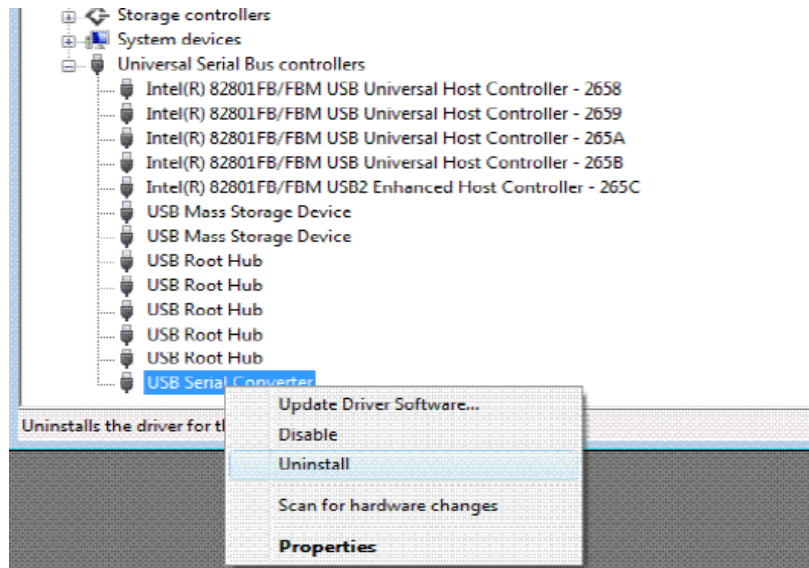 Storage controllers
System devices
Universal Serial Bus controllers
Intel(R) 82801FB/FBM USB Universal Host Controller - 2658
Intel(R) 82801FB/FBM USB Universal Host Controller - 2659
Intel(R) 82801FB/FBM USB Universal Host Controller - 265A
Intel(R) 82801FB/FBM USB Universal Host Controller - 265B
Intel(R) 82801FB/FBM USB2 Enhanced Host Controller - 265C
USB Mass Storage Device
USB Mass Storage Device
USB Root Hub
USB Root Hub
USB Root Hub
USB Root Hub
USB Root Hub
USB Serial Converter
Update Driver Software...
Uninstalls the driver for th
Disable
Uninstall
Scan for hardware changes
Properties